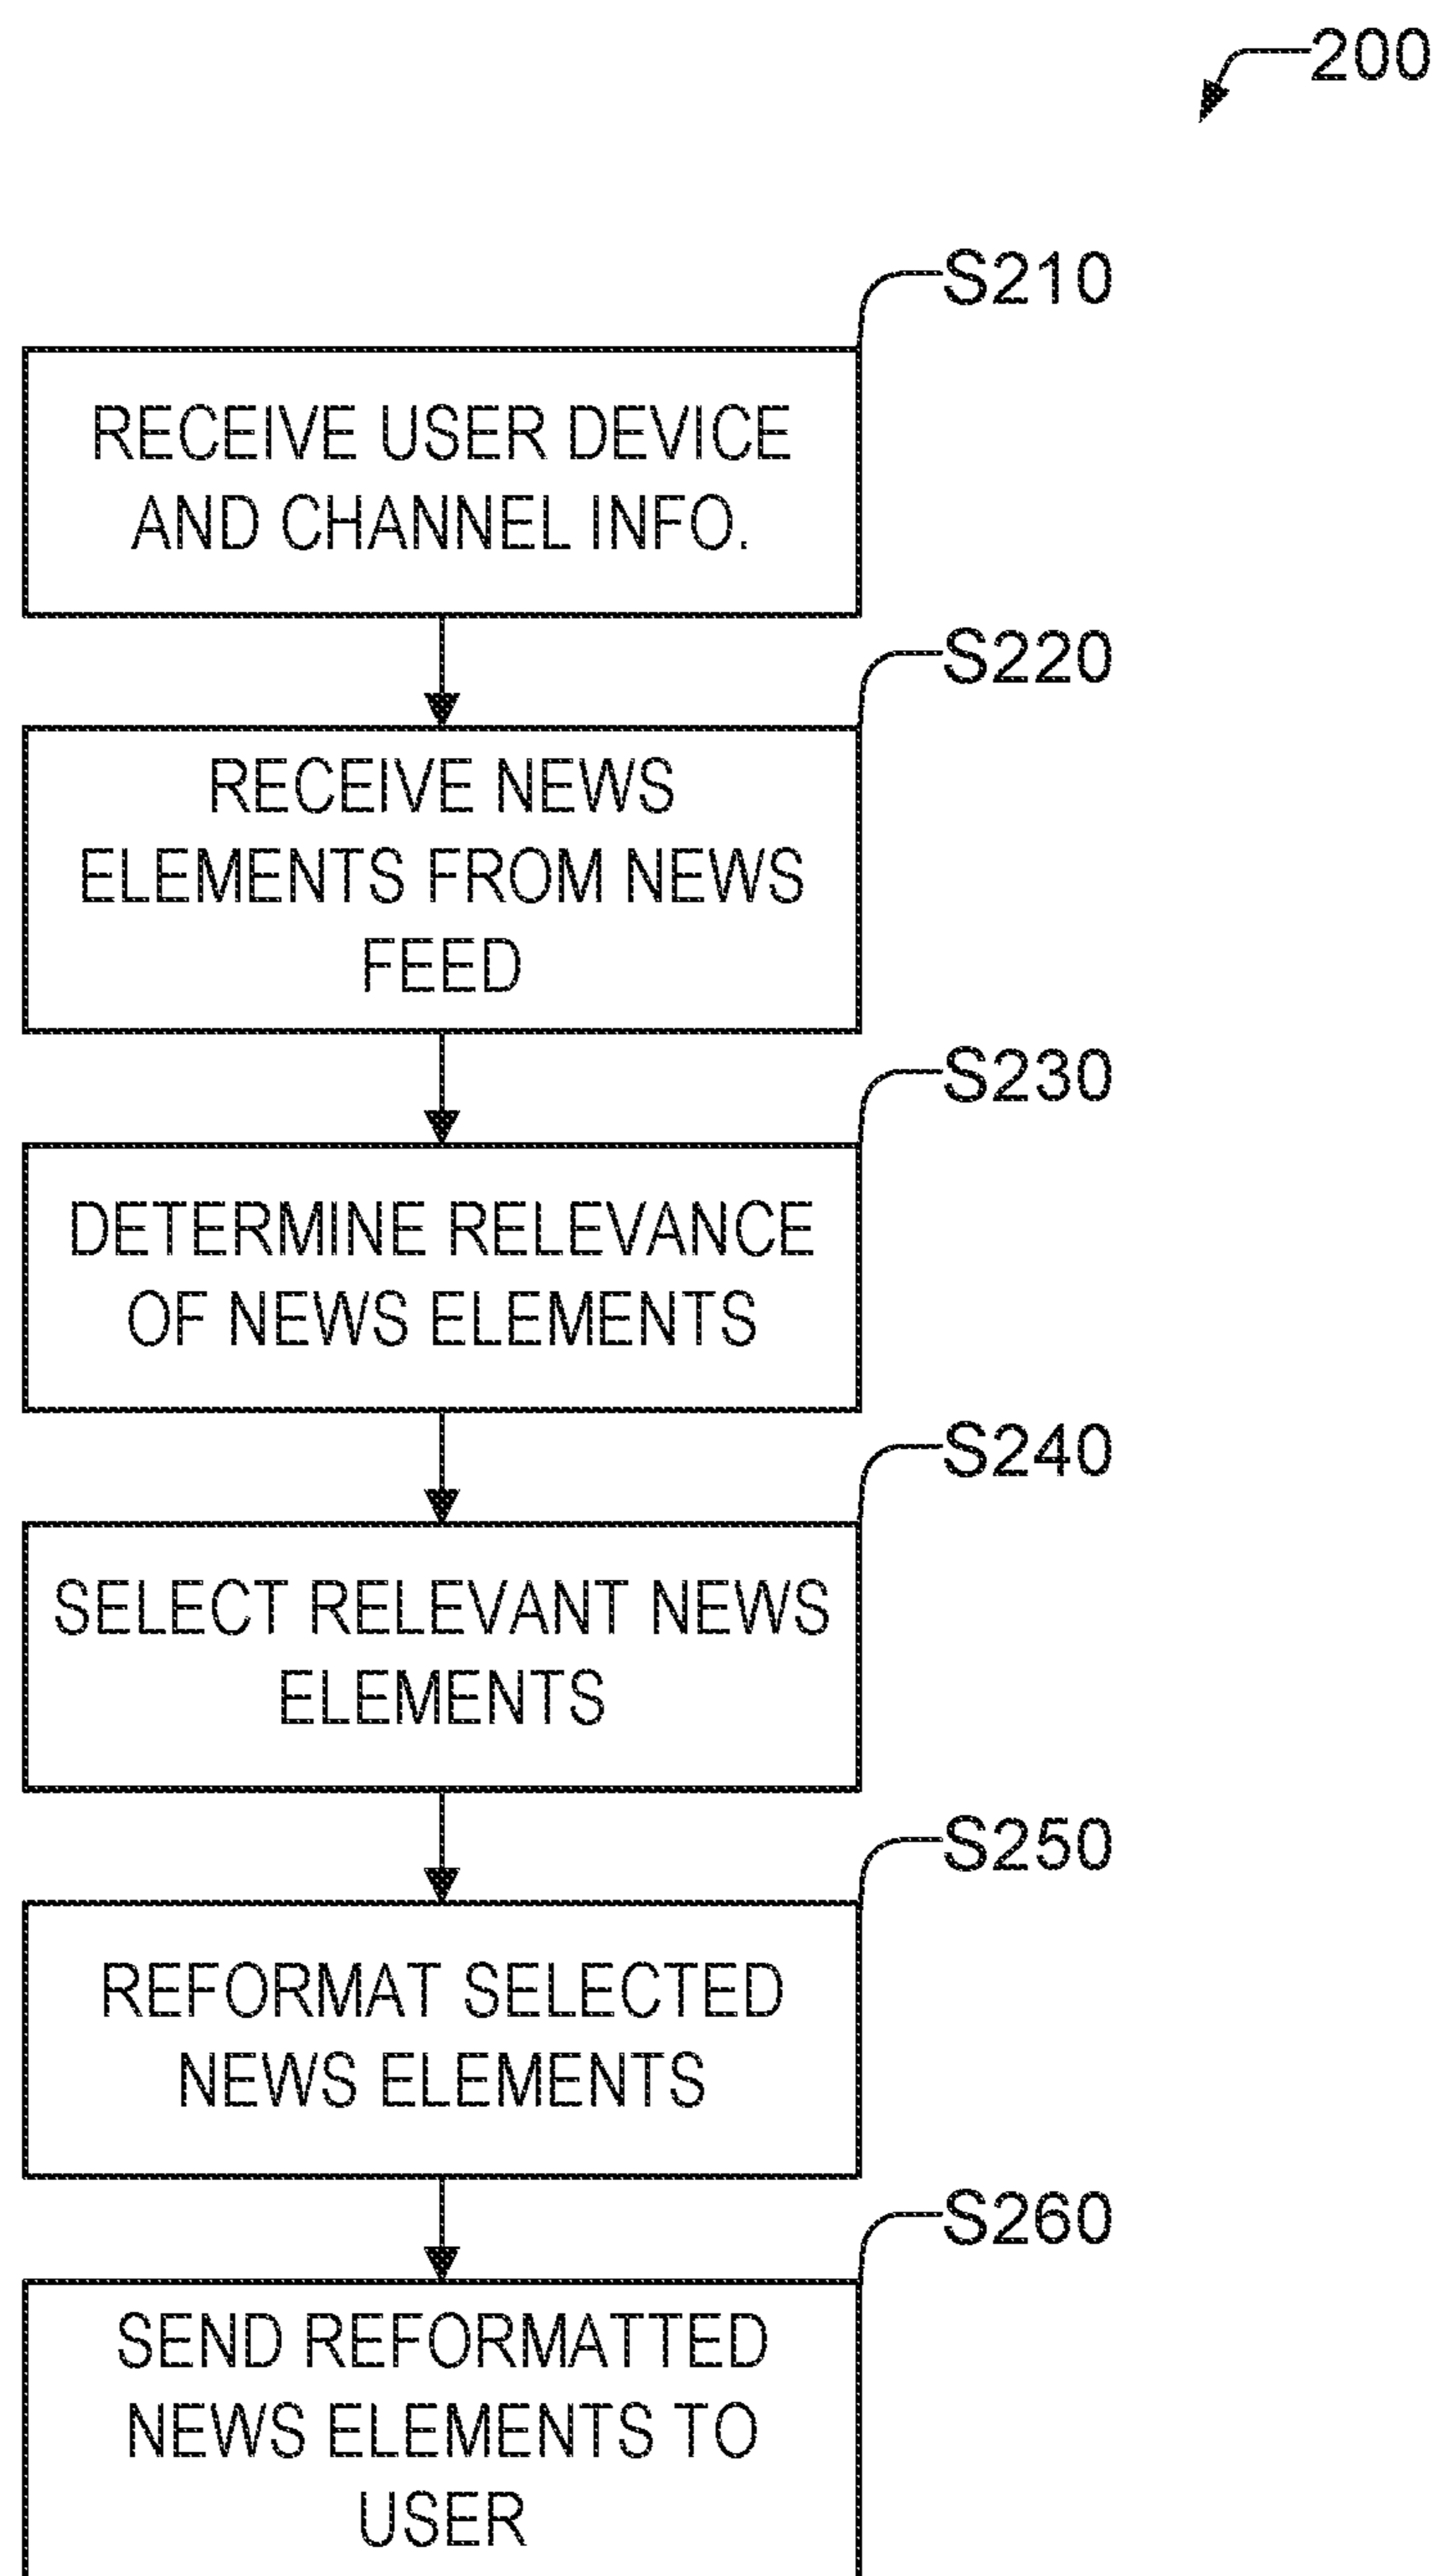 200
S210
RECEIVE USER DEVICE
AND CHANNEL INFO.
S220
RECEIVE NEWS
ELEMENTS FROM NEWS
FEED
S230
DETERMINE RELEVANCE
OF NEWS ELEMENTS
S240
SELECT RELEVANT NEWS
ELEMENTS
S250
REFORMAT SELECTED
NEWS ELEMENTS
S260
SEND REFORMATTED
NEWS ELEMENTS TO
USER